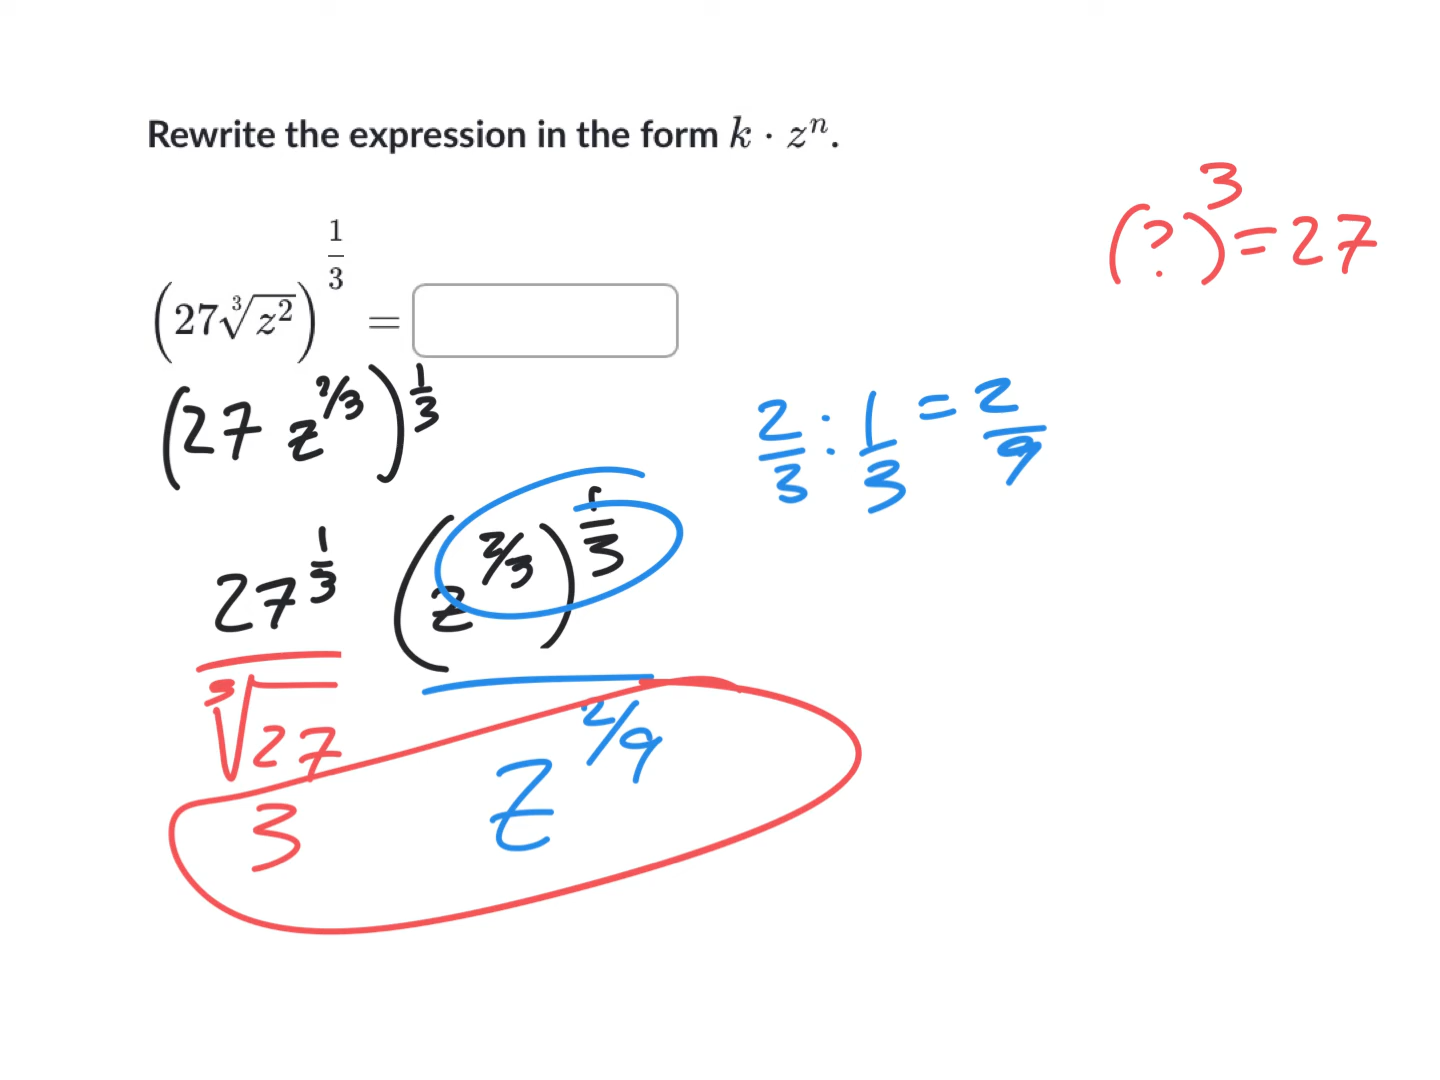 Rewrite the expression in the form k · zⁿ.
(?)³ = 27
(27∛z²)^(1/3) =
(27 z^(2/3))^(1/3)
2/3 : 1/3 = 2/9
27^(1/3) (z^(2/3))^(1/3)
∛27
3 z^(2/9)